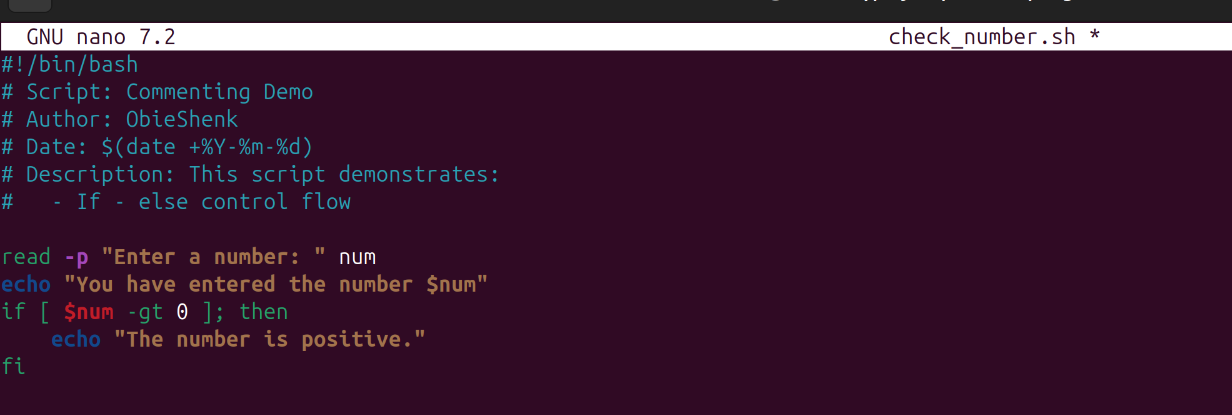 GNU nano 7.2 check_number.sh *
#!/bin/bash
# Script: Commenting Demo
# Author: ObieShenk
# Date: $(date +%Y-%m-%d)
# Description: This script demonstrates:
#   - If - else control flow

read -p "Enter a number: " num
echo "You have entered the number $num"
if [ $num -gt 0 ]; then
    echo "The number is positive."
fi